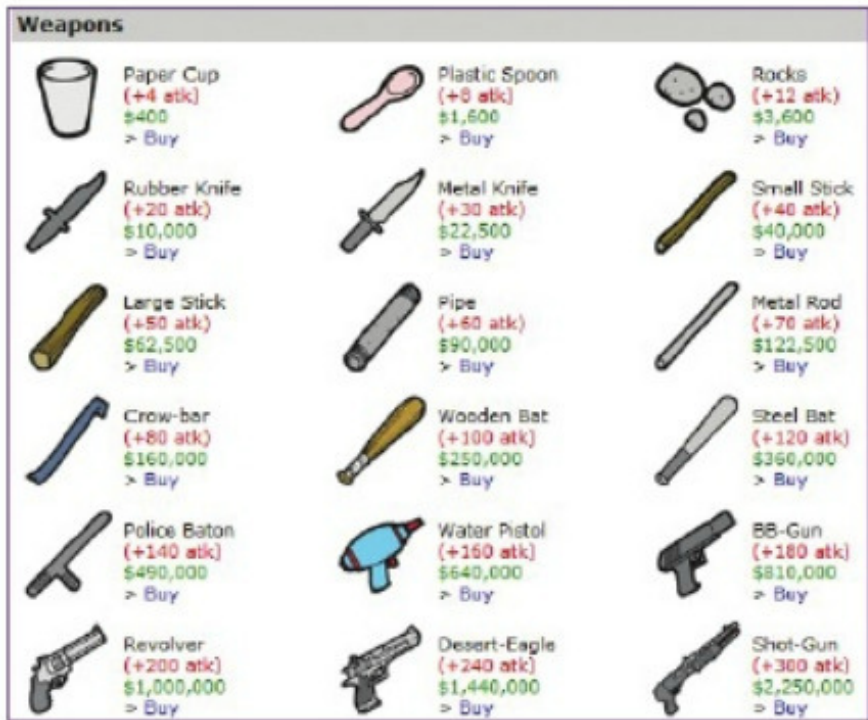 Weapons
Paper Cup
(+4 atk)
$400
> Buy
Plastic Spoon
(+8 atk)
$1,600
> Buy
Rocks
(+12 atk)
$3,600
> Buy
Rubber Knife
(+20 atk)
$10,000
> Buy
Metal Knife
(+30 atk)
$22,500
> Buy
Small Stick
(+40 atk)
$40,000
> Buy
Large Stick
(+50 atk)
$62,500
> Buy
Pipe
(+60 atk)
$90,000
> Buy
Metal Rod
(+70 atk)
$122,500
> Buy
Crow-bar
(+80 atk)
$160,000
> Buy
Wooden Bat
(+100 atk)
$250,000
> Buy
Steel Bat
(+120 atk)
$360,000
> Buy
Police Baton
(+140 atk)
$490,000
> Buy
Water Pistol
(+160 atk)
$640,000
> Buy
BB-Gun
(+180 atk)
$810,000
> Buy
Revolver
(+200 atk)
$1,000,000
> Buy
Desert-Eagle
(+240 atk)
$1,440,000
> Buy
Shot-Gun
(+300 atk)
$2,250,000
> Buy